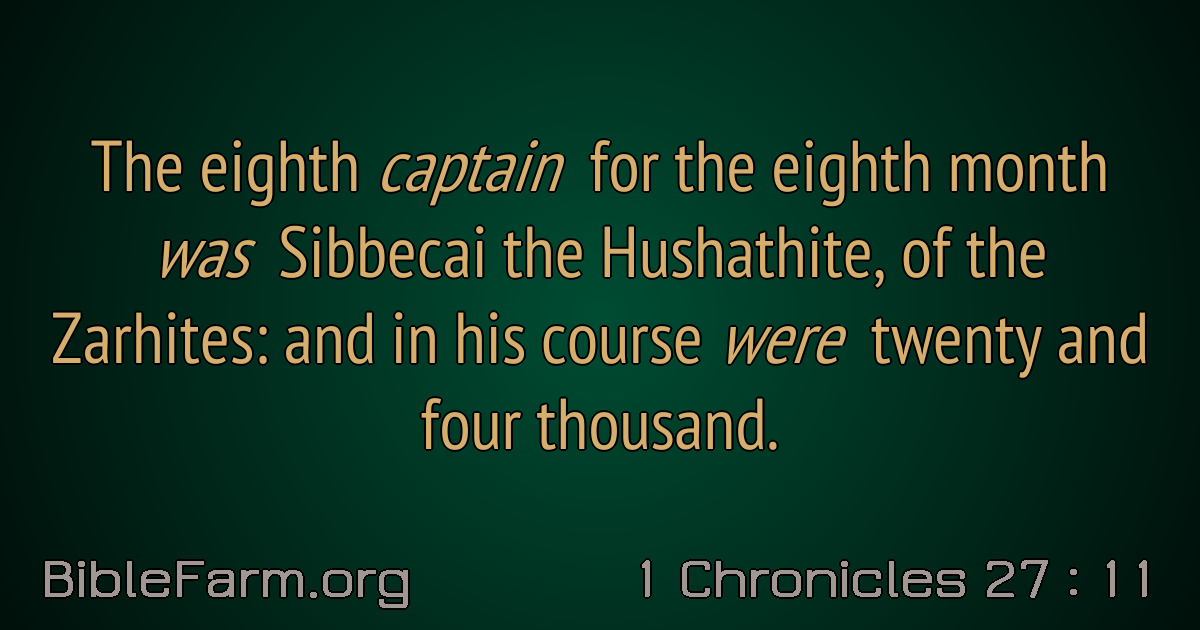 The eighth captain for the eighth month
was Sibbecai the Hushathite, of the
Zarhites: and in his course were twenty and
four thousand.
BibleFarm.org
1 Chronicles 27 : 11